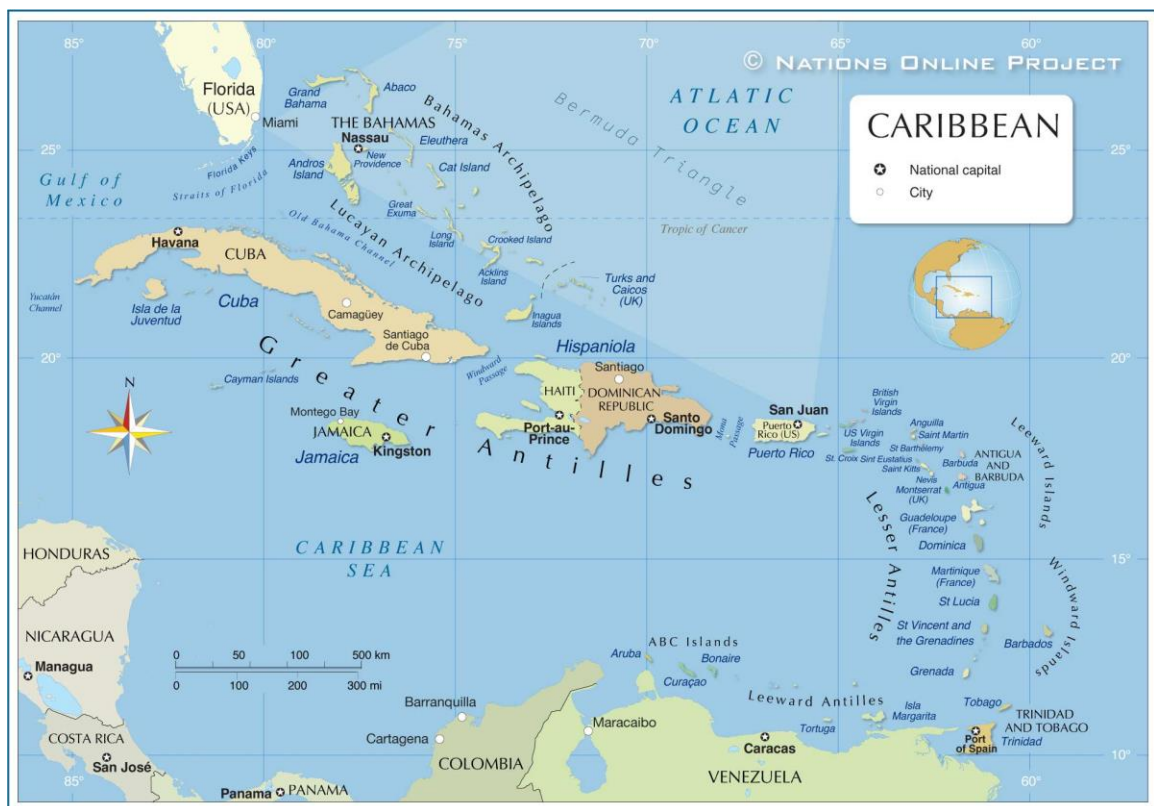 85°
80°
75°
70°
65°
60°
© NATIONS ONLINE PROJECT
CARIBBEAN
National capital
City
Florida
(USA)
Miami
Florida Keys
Straits of Florida
Gulf of
Mexico
Grand
Bahama
Abaco
THE BAHAMAS
Nassau
New
Providence
Eleuthera
Andros
Island
Cat Island
Bahamas Archipelago
Bermuda Triangle
ATLATIC
OCEAN
25°
25°
Great
Exuma
Long
Island
Crooked Island
Acklins
Island
Lucayan Archipelago
Old Bahama Channel
Tropic of Cancer
Turks and
Caicos
(UK)
Inagua
Islands
Havana
CUBA
Cuba
Camagüey
Santiago
de Cuba
Yucatán
Channel
Isla de la
Juventud
20°
20°
Cayman Islands
Windward
Passage
Hispaniola
Greater Antilles
N
Montego Bay
JAMAICA
Kingston
Jamaica
HAITI
Port-au-
Prince
Santiago
DOMINICAN
REPUBLIC
Santo
Domingo
Mona
Passage
San Juan
Puerto
Rico (US)
Puerto Rico
British
Virgin
Islands
US Virgin
Islands
St. Croix
Anguilla
Saint Martin
St Barthélemy
Sint Eustatius
Saint Kitts
Nevis
Barbuda
ANTIGUA
AND
BARBUDA
Antigua
Montserrat
(UK)
Guadeloupe
(France)
Dominica
Martinique
(France)
St Lucia
St Vincent and
the Grenadines
Barbados
Grenada
Leeward Islands
Windward Islands
Lesser Antilles
15°
15°
CARIBBEAN
SEA
HONDURAS
NICARAGUA
Managua
COSTA RICA
San José
Panama
PANAMA
0 50 100 500 km
0 100 200 300 mi
ABC Islands
Aruba
Curaçao
Bonaire
Leeward Antilles
Tortuga
Isla
Margarita
Tobago
TRINIDAD
AND TOBAGO
Port
of Spain
Trinidad
Barranquilla
Cartagena
COLOMBIA
Maracaibo
Caracas
VENEZUELA
10°
10°
85°
60°